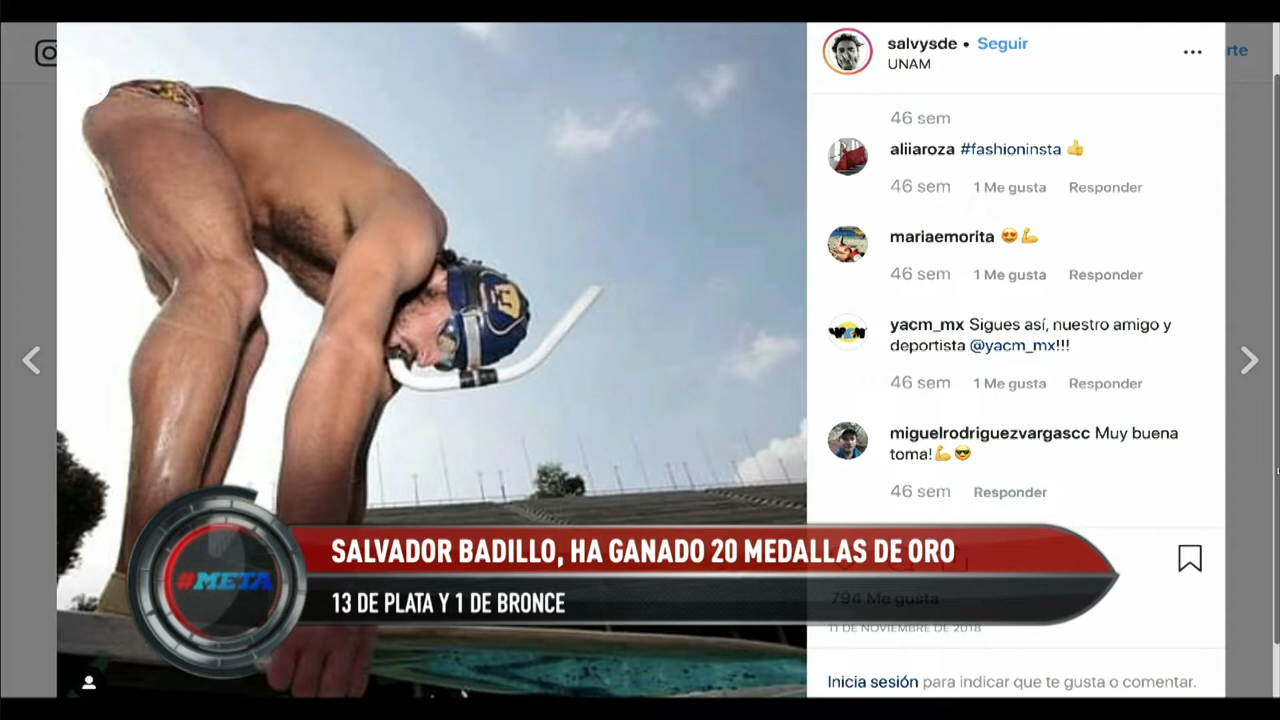 salvysde • Seguir
UNAM
rte
46 sem
aliiaroza #fashioninsta 👍
46 sem 1 Me gusta Responder
mariaemorita 😍💪
46 sem 1 Me gusta Responder
yacm_mx Sigues así, nuestro amigo y
deportista @yacm_mx!!!
46 sem 1 Me gusta Responder
miguelrodriguezvargascc Muy buena
toma!💪😎
46 sem Responder
SALVADOR BADILLO, HA GANADO 20 MEDALLAS DE ORO
#META
13 DE PLATA Y 1 DE BRONCE
794 Me gusta
11 DE NOVIEMBRE DE 2018
Inicia sesión para indicar que te gusta o comentar.